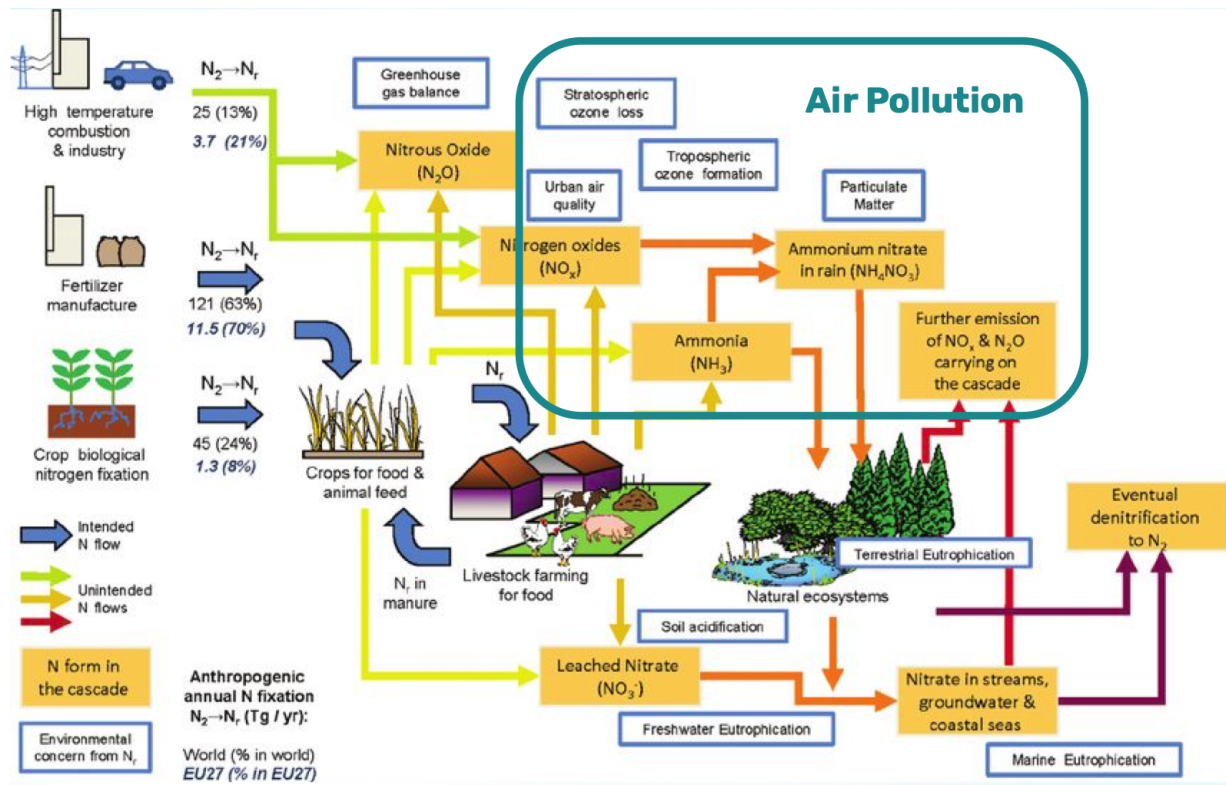 High temperature
combustion
& industry
N₂→Nᵣ
25 (13%)
3.7 (21%)
Fertilizer
manufacture
N₂→Nᵣ
121 (63%)
11.5 (70%)
Crop biological
nitrogen fixation
N₂→Nᵣ
45 (24%)
1.3 (8%)
Greenhouse
gas balance
Nitrous Oxide
(N₂O)
Air Pollution
Stratospheric
ozone loss
Tropospheric
ozone formation
Urban air
quality
Particulate
Matter
Nitrogen oxides
(NOₓ)
Ammonium nitrate
in rain (NH₄NO₃)
Ammonia
(NH₃)
Further emission
of NOₓ & N₂O
carrying on
the cascade
Crops for food &
animal feed
Nᵣ
Nᵣ in
manure
Livestock farming
for food
Terrestrial Eutrophication
Natural ecosystems
Eventual
denitrification
to N₂
Soil acidification
Leached Nitrate
(NO₃⁻)
Freshwater Eutrophication
Nitrate in streams,
groundwater &
coastal seas
Marine Eutrophication
Intended
N flow
Unintended
N flows
N form in
the cascade
Environmental
concern from Nᵣ
Anthropogenic
annual N fixation
N₂→Nᵣ (Tg / yr):
World (% in world)
EU27 (% in EU27)